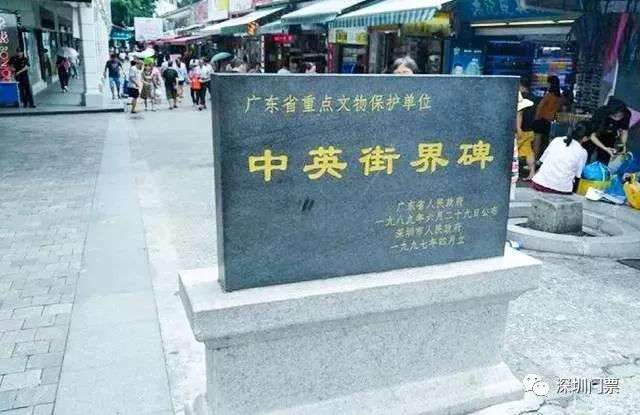 广东省重点文物保护单位
中英街界碑
广东省人民政府
一九八九年六月二十九日公布
深圳市人民政府
一九九七年四月立
深圳门票